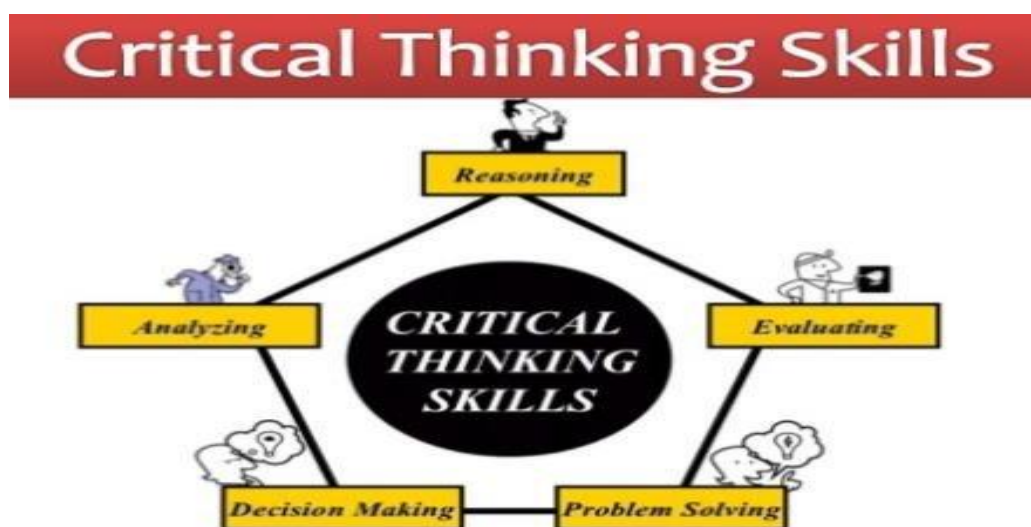 Critical Thinking Skills
Reasoning
Analyzing
Evaluating
CRITICAL
THINKING
SKILLS
Decision Making
Problem Solving